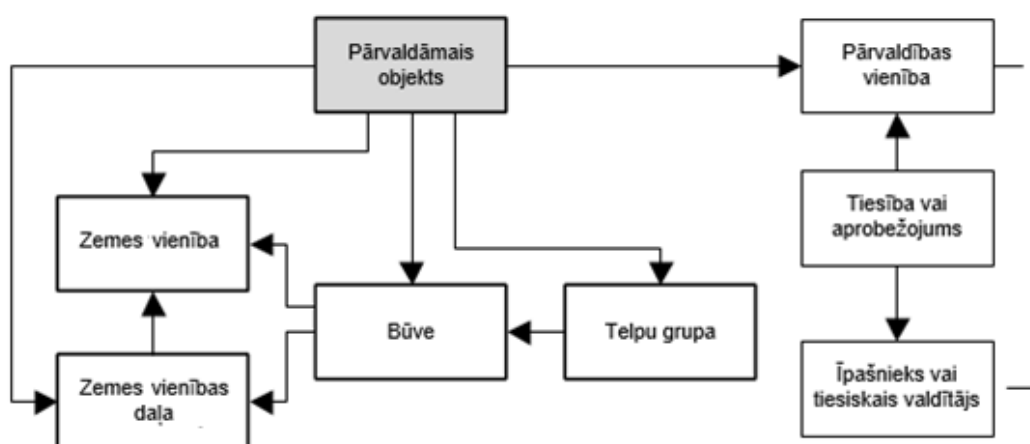 Pārvaldāmais
objekts
Pārvaldības
vienība
Zemes vienība
Tiesība vai
aprobežojums
Būve
Telpu grupa
Zemes vienības
daļa
Īpašnieks vai
tiesiskais valdītājs